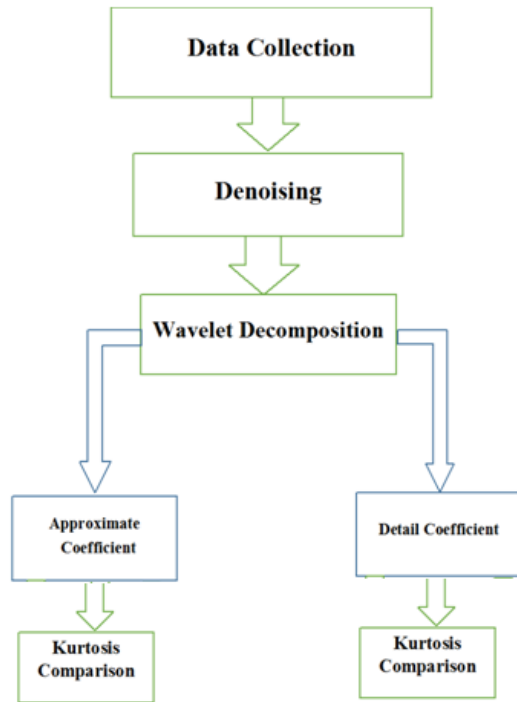 Data Collection
Denoising
Wavelet Decomposition
Approximate
Coefficient
Detail Coefficient
Kurtosis
Comparison
Kurtosis
Comparison